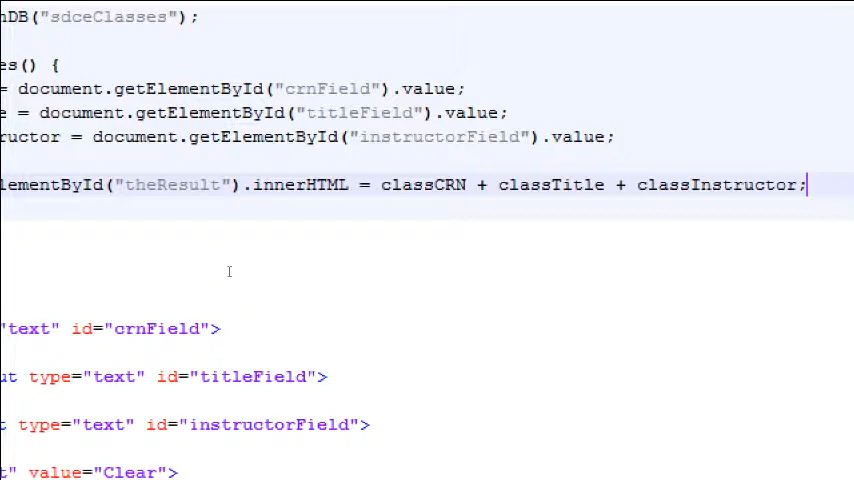 nDB("sdceClasses");
es() {
= document.getElementById("crnField").value;
e = document.getElementById("titleField").value;
ructor = document.getElementById("instructorField").value;
lementById("theResult").innerHTML = classCRN + classTitle + classInstructor;
"text" id="crnField">
ut type="text" id="titleField">
t type="text" id="instructorField">
t" value="Clear">